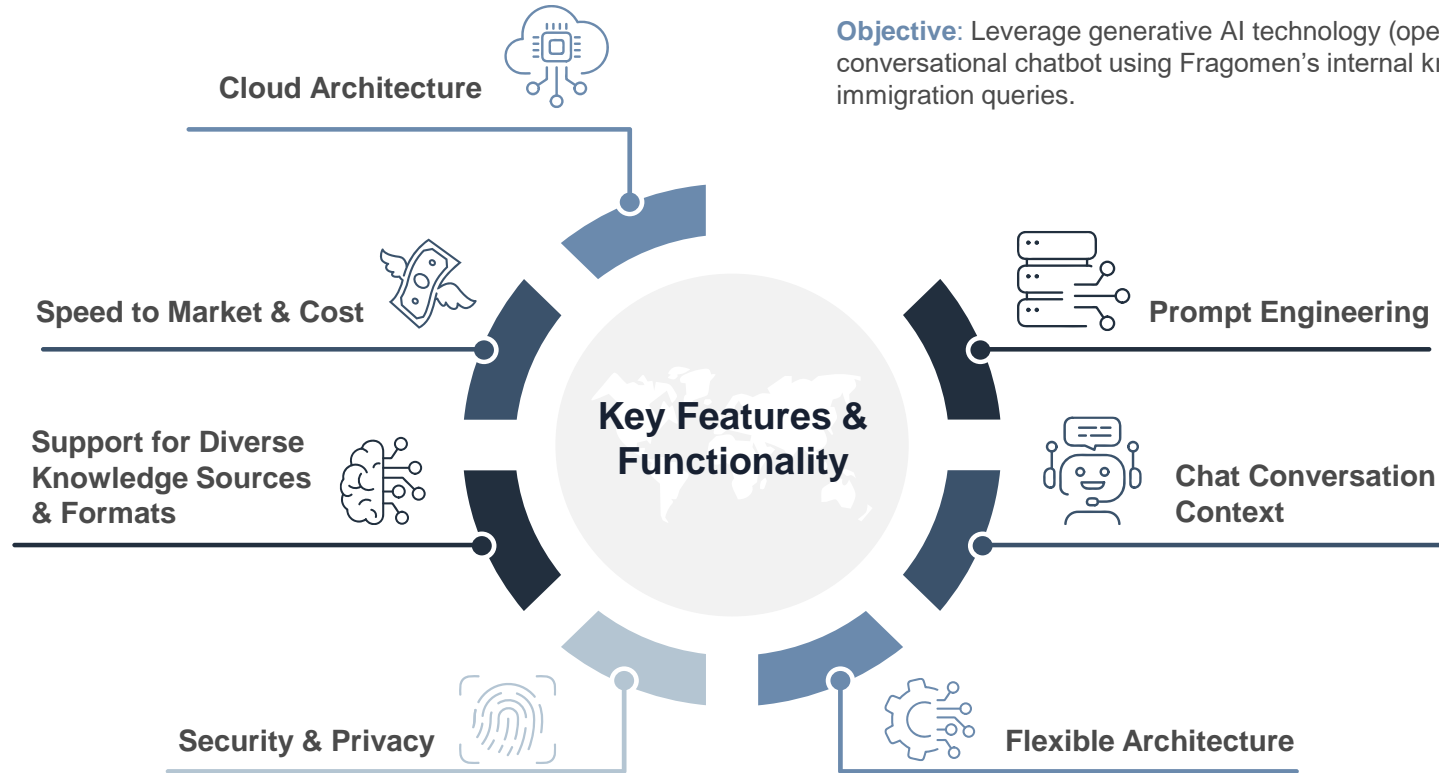 Objective: Leverage generative AI technology
conversational chatbot using Fragomen's internal
immigration queries.
Cloud Architecture
Speed to Market & Cost
Prompt Engineering
Key Features &
Functionality
Support for Diverse
Knowledge Sources
& Formats
Chat Conversation
Context
Security & Privacy
Flexible Architecture